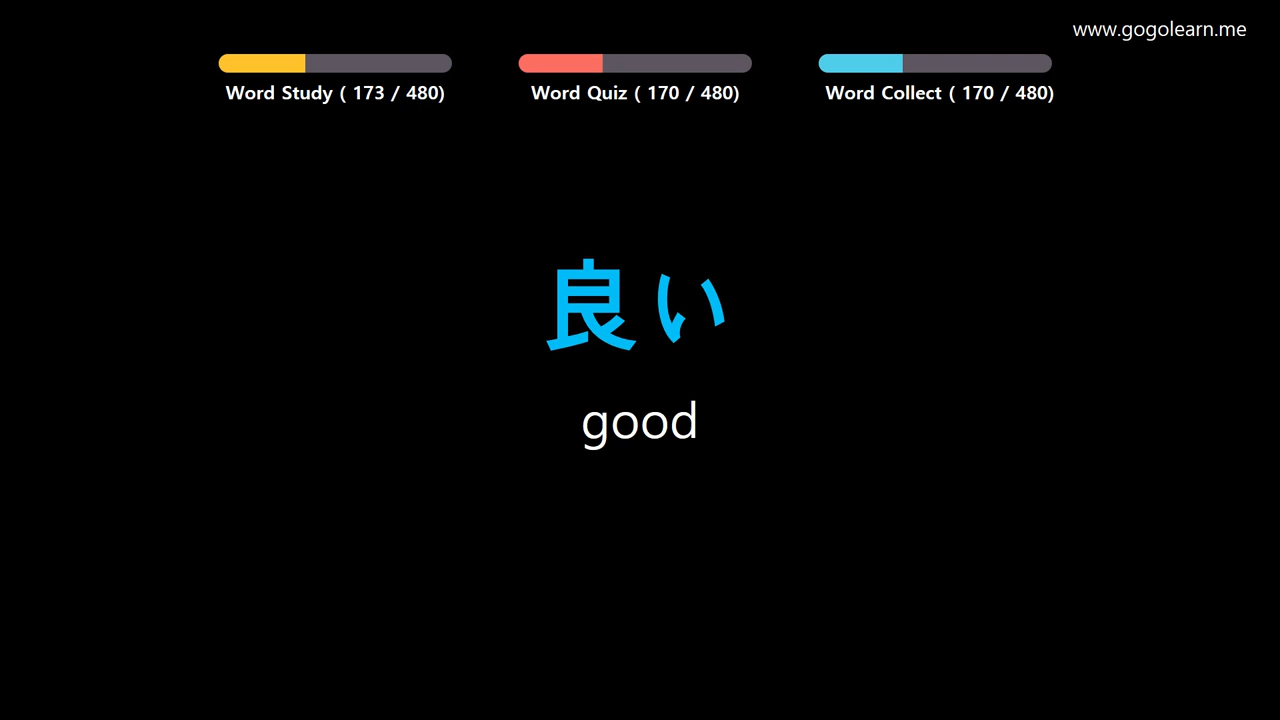 www.gogolearn.me
Word Study ( 173 / 480)
Word Quiz ( 170 / 480)
Word Collect ( 170 / 480)
良い
good